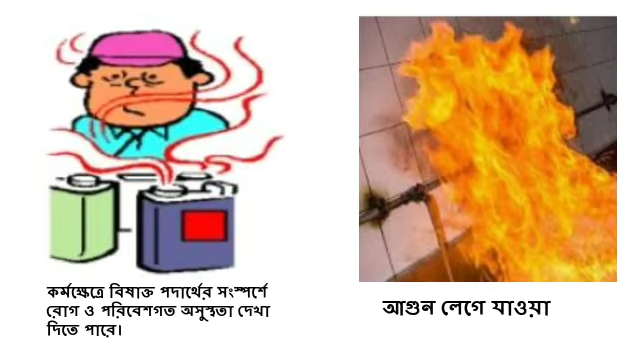 কর্মক্ষেত্রে বিষাক্ত পদার্থের সংস্পর্শে
রোগ ও পরিবেশগত অসুস্থতা দেখা
দিতে পারে।
আগুন লেগে যাওয়া